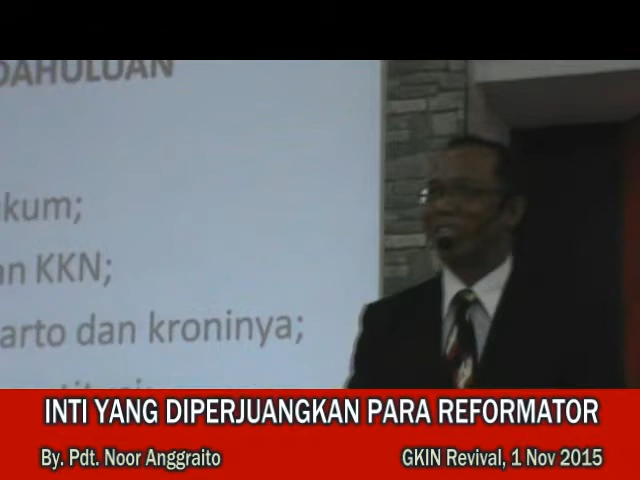 DAHULUAN
kum;
an KKN;
arto dan kroninya;
INTI YANG DIPERJUANGKAN PARA REFORMATOR
By. Pdt. Noor Anggraito
GKIN Revival, 1 Nov 2015